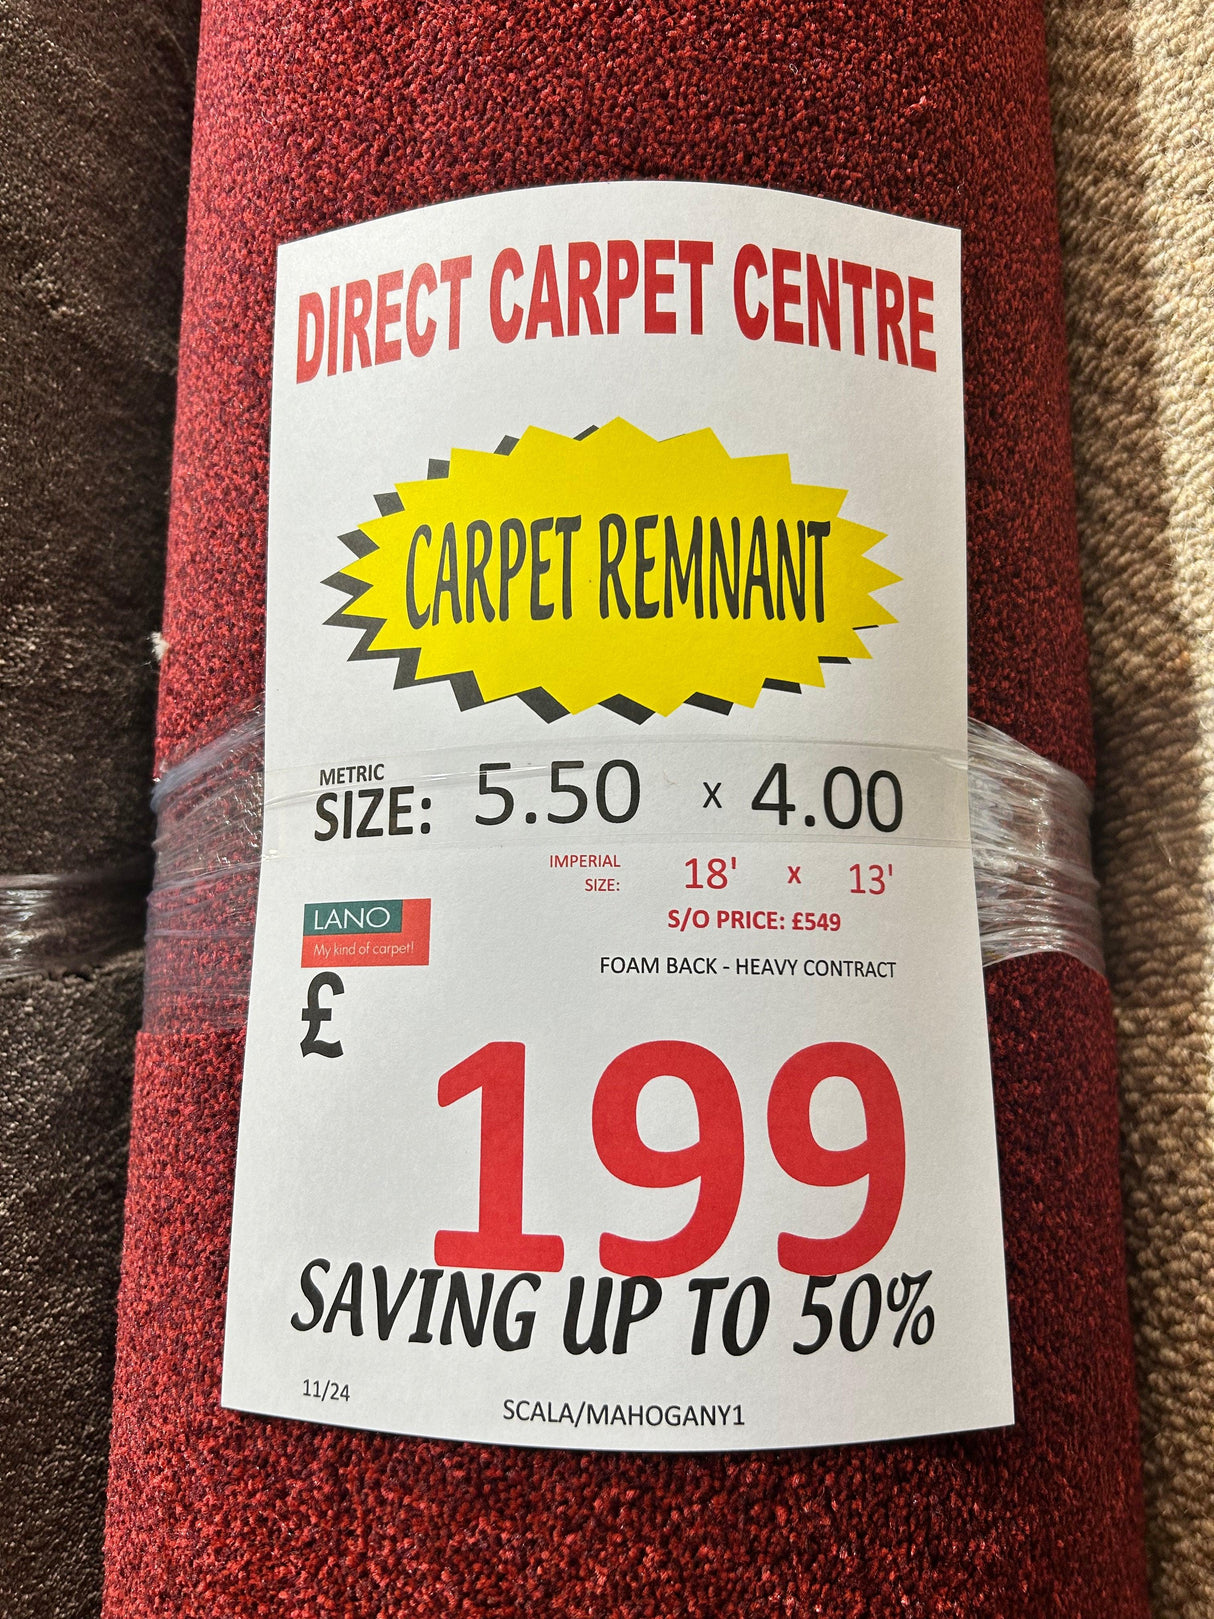 DIRECT CARPET CENTRE
CARPET REMNANT
METRIC
SIZE: 5.50 x 4.00
IMPERIAL
SIZE: 18' x 13'
S/O PRICE: £549
LANO
My kind of carpet!
FOAM BACK - HEAVY CONTRACT
£
199
SAVING UP TO 50%
11/24
SCALA/MAHOGANY1